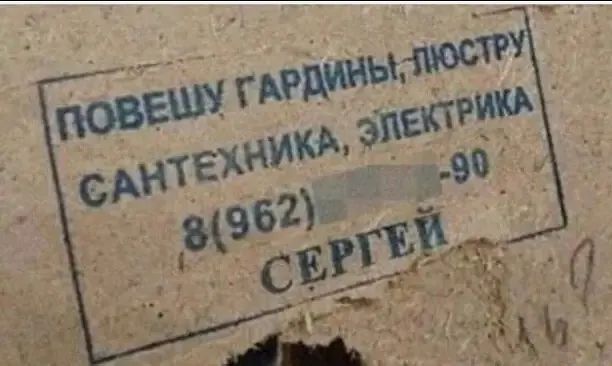 ПОВЕШУ ГАРДИНЫ, ЛЮСТРУ
САНТЕХНИКА, ЭЛЕКТРИКА
8(962) -90
СЕРГЕЙ